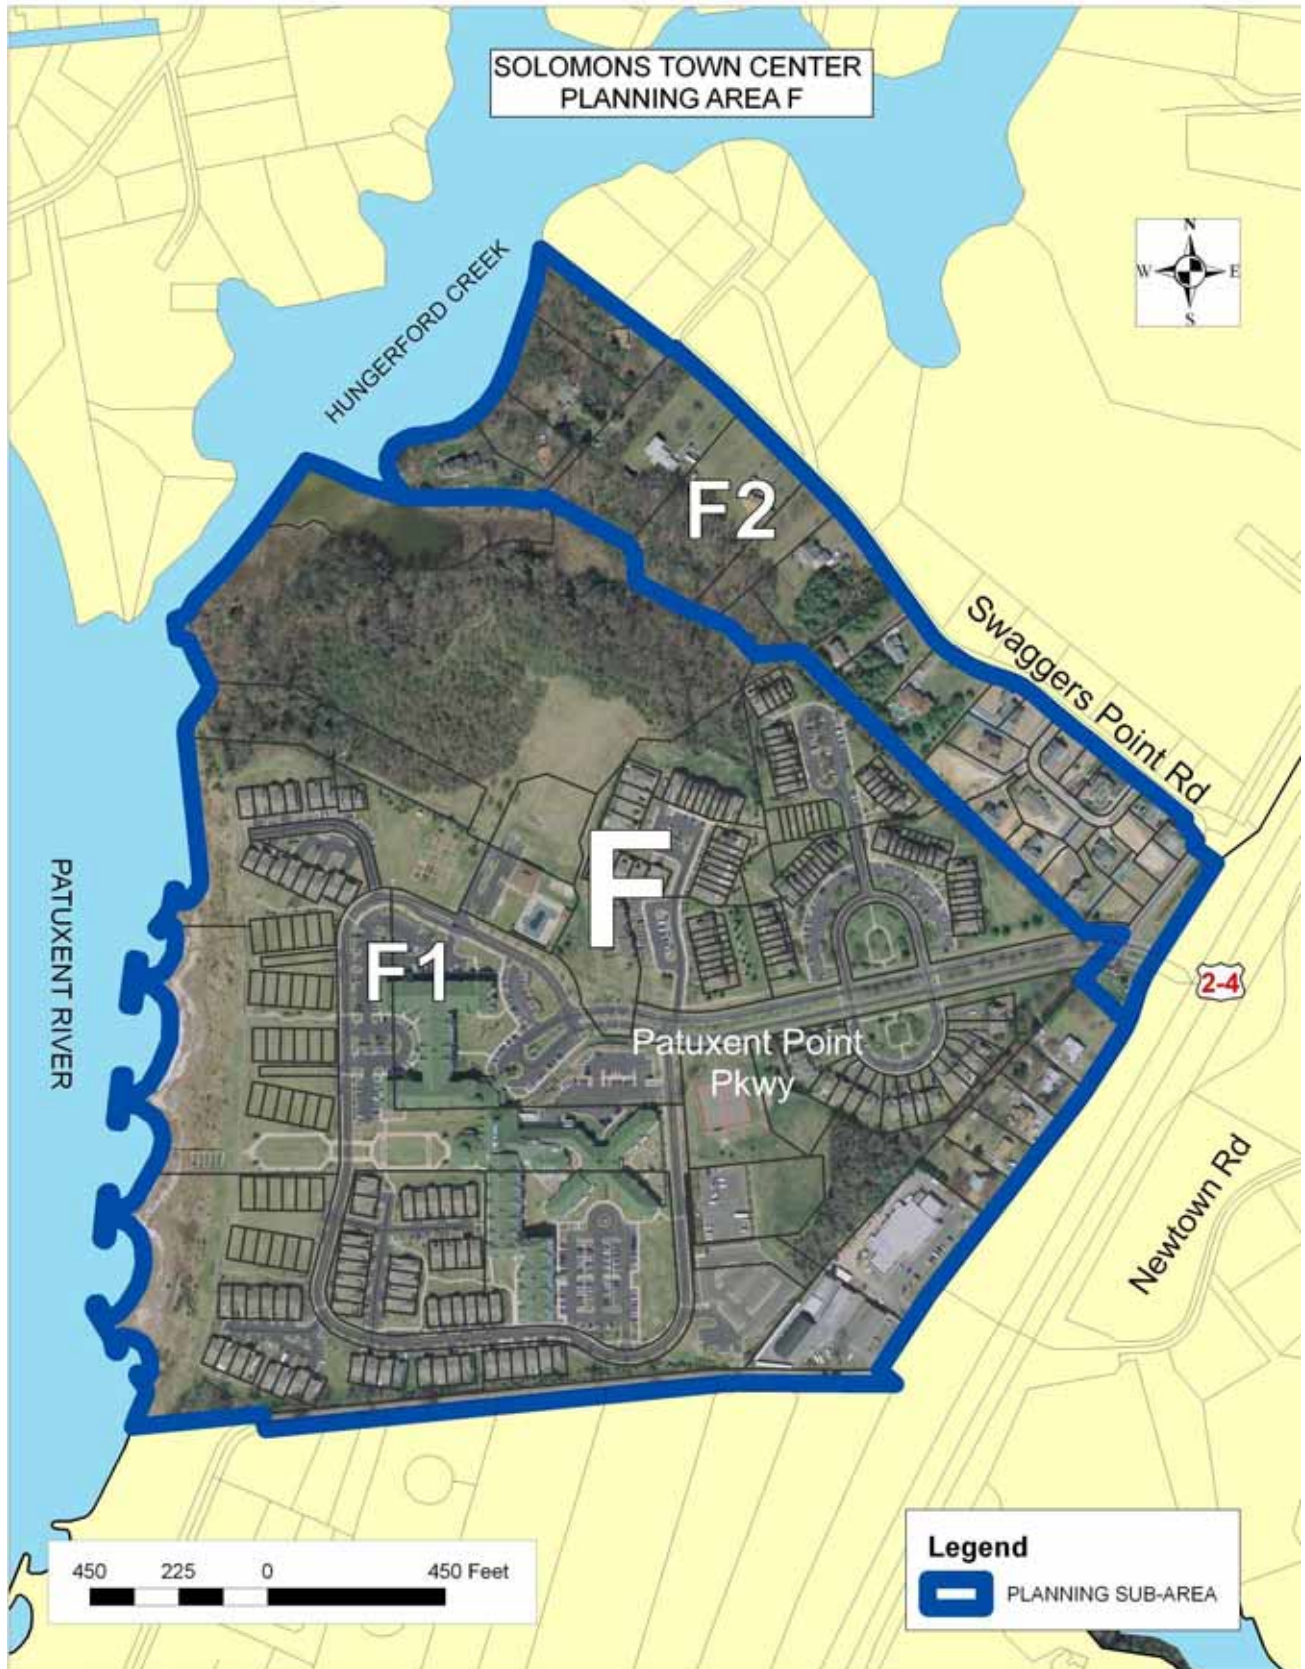 SOLOMONS TOWN CENTER
PLANNING AREA F
N
W E
S
HUNGERFORD CREEK
F2
Swaggers Point Rd
F
F1
PATUXENT RIVER
2-4
Patuxent Point
Pkwy
Newtown Rd
450 225 0 450 Feet
Legend
PLANNING SUB-AREA